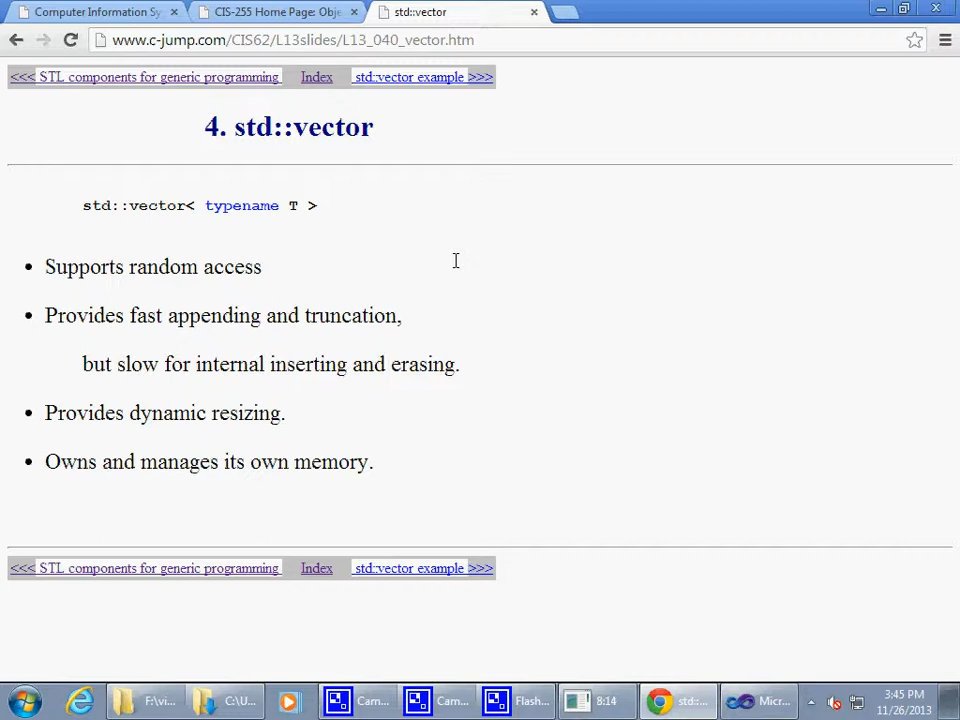 Computer Information Sy
CIS-255 Home Page: Obje
std::vector
www.c-jump.com/CIS62/L13slides/L13_040_vector.htm
<<< STL components for generic programming Index std::vector example >>>
4. std::vector
std::vector< typename T >
• Supports random access
• Provides fast appending and truncation,
but slow for internal inserting and erasing.
• Provides dynamic resizing.
• Owns and manages its own memory.
<<< STL components for generic programming Index std::vector example >>>
F:\vi...
C:\U...
Cam...
Cam...
Flash...
8:14
std::...
Micr...
3:45 PM
11/26/2013